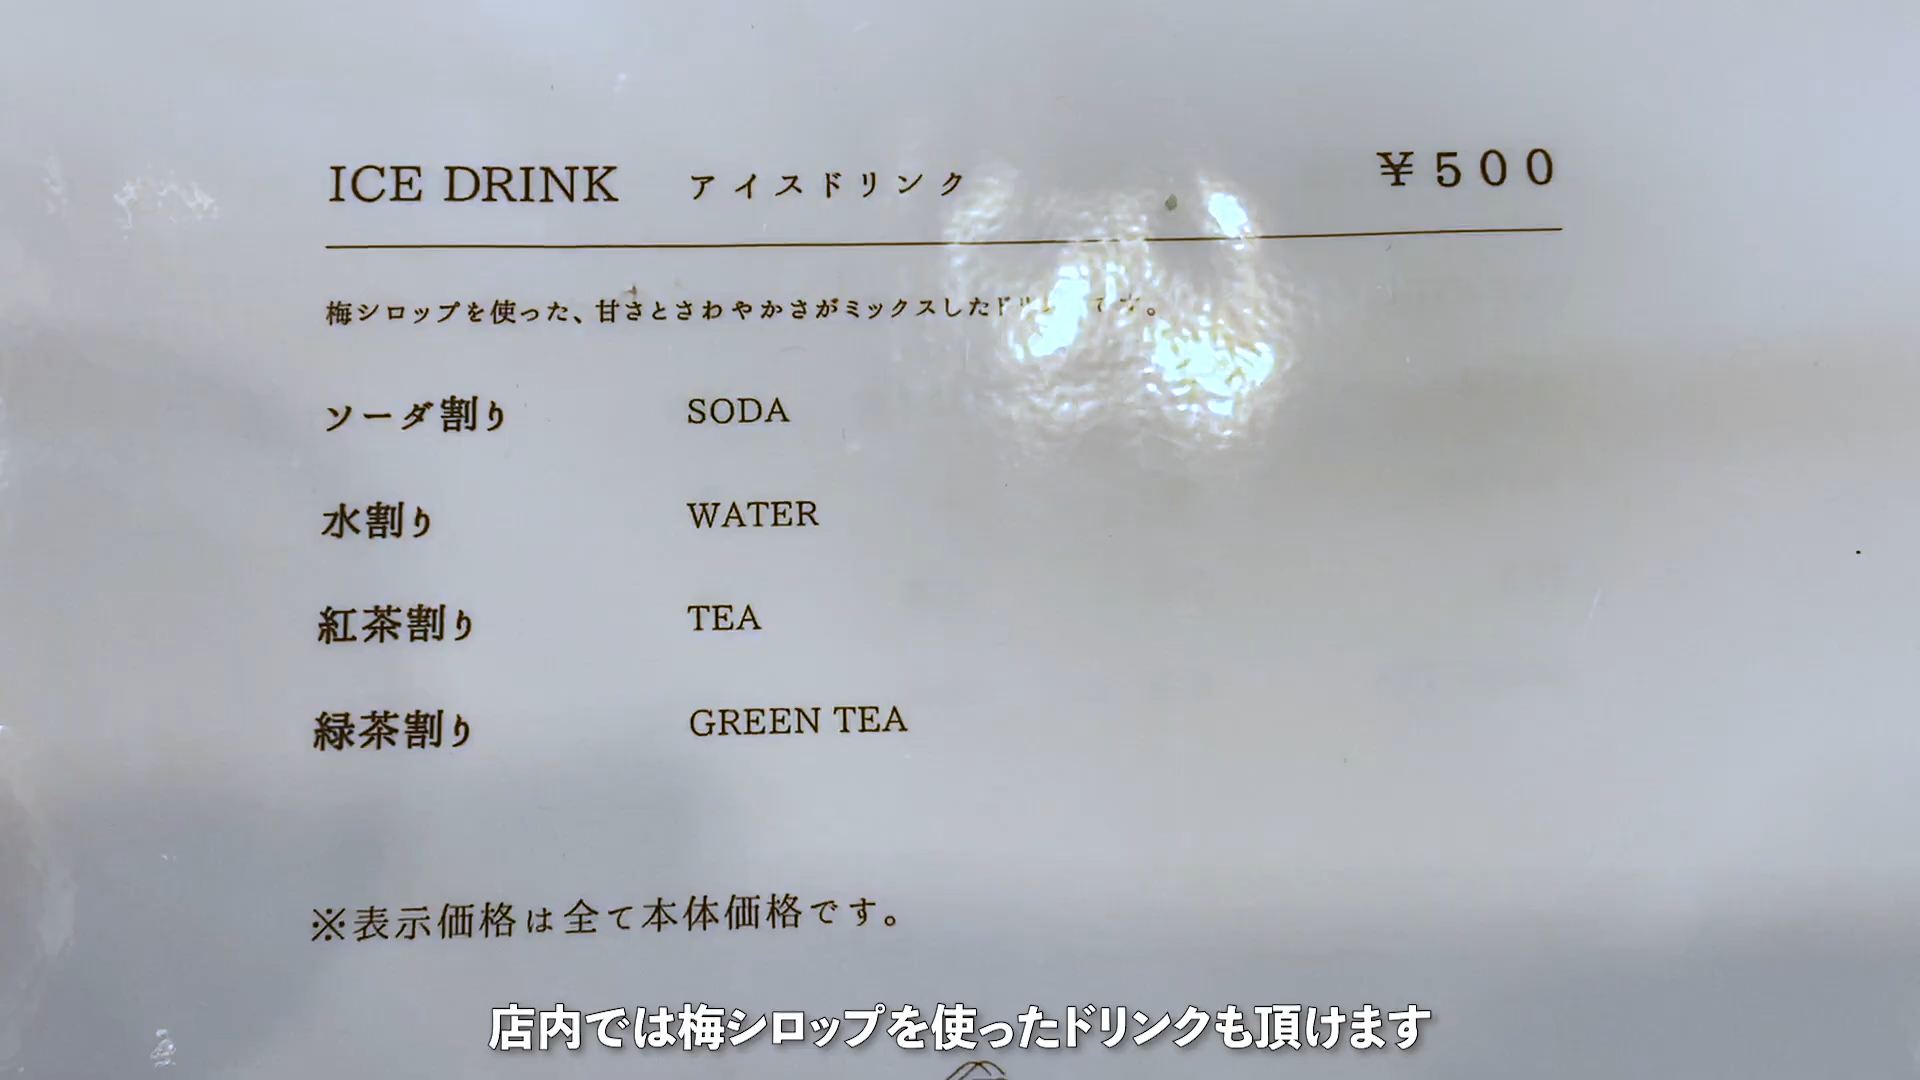 ICE DRINK アイスドリンク ¥500
梅シロップを使った、甘さとさわやかさがミックスした です。
ソーダ割り SODA
水割り WATER
紅茶割り TEA
緑茶割り GREEN TEA
※表示価格は全て本体価格です。
店内では梅シロップを使ったドリンクも頂けます